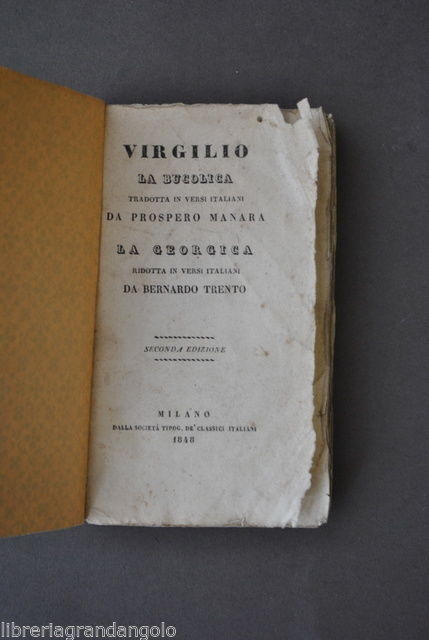 VIRGILIO
LA BUCOLICA
TRADOTTA IN VERSI ITALIANI
DA PROSPERO MANARA
LA GEORGICA
RIDOTTA IN VERSI ITALIANI
DA BERNARDO TRENTO
SECONDA EDIZIONE
MILANO
DALLA SOCIETÀ TIPOG. DE' CLASSICI ITALIANI
1848
libreriagrandangolo